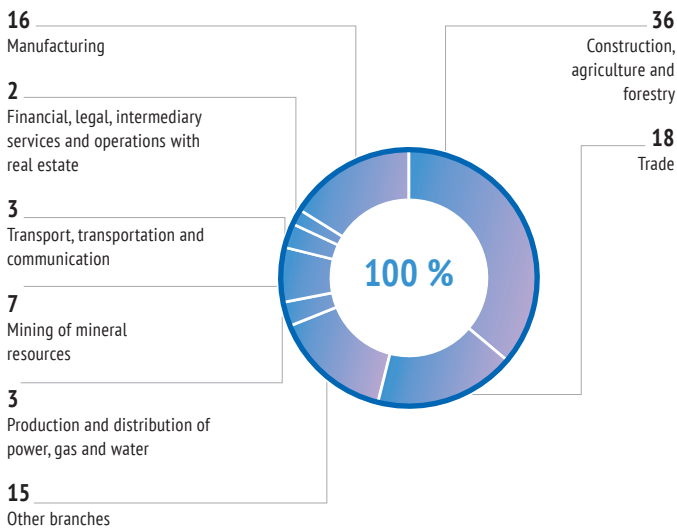 16
Manufacturing
2
Financial, legal, intermediary
services and operations with
real estate
3
Transport, transportation and
communication
7
Mining of mineral
resources
3
Production and distribution of
power, gas and water
15
Other branches
100 %
36
Construction,
agriculture and
forestry
18
Trade